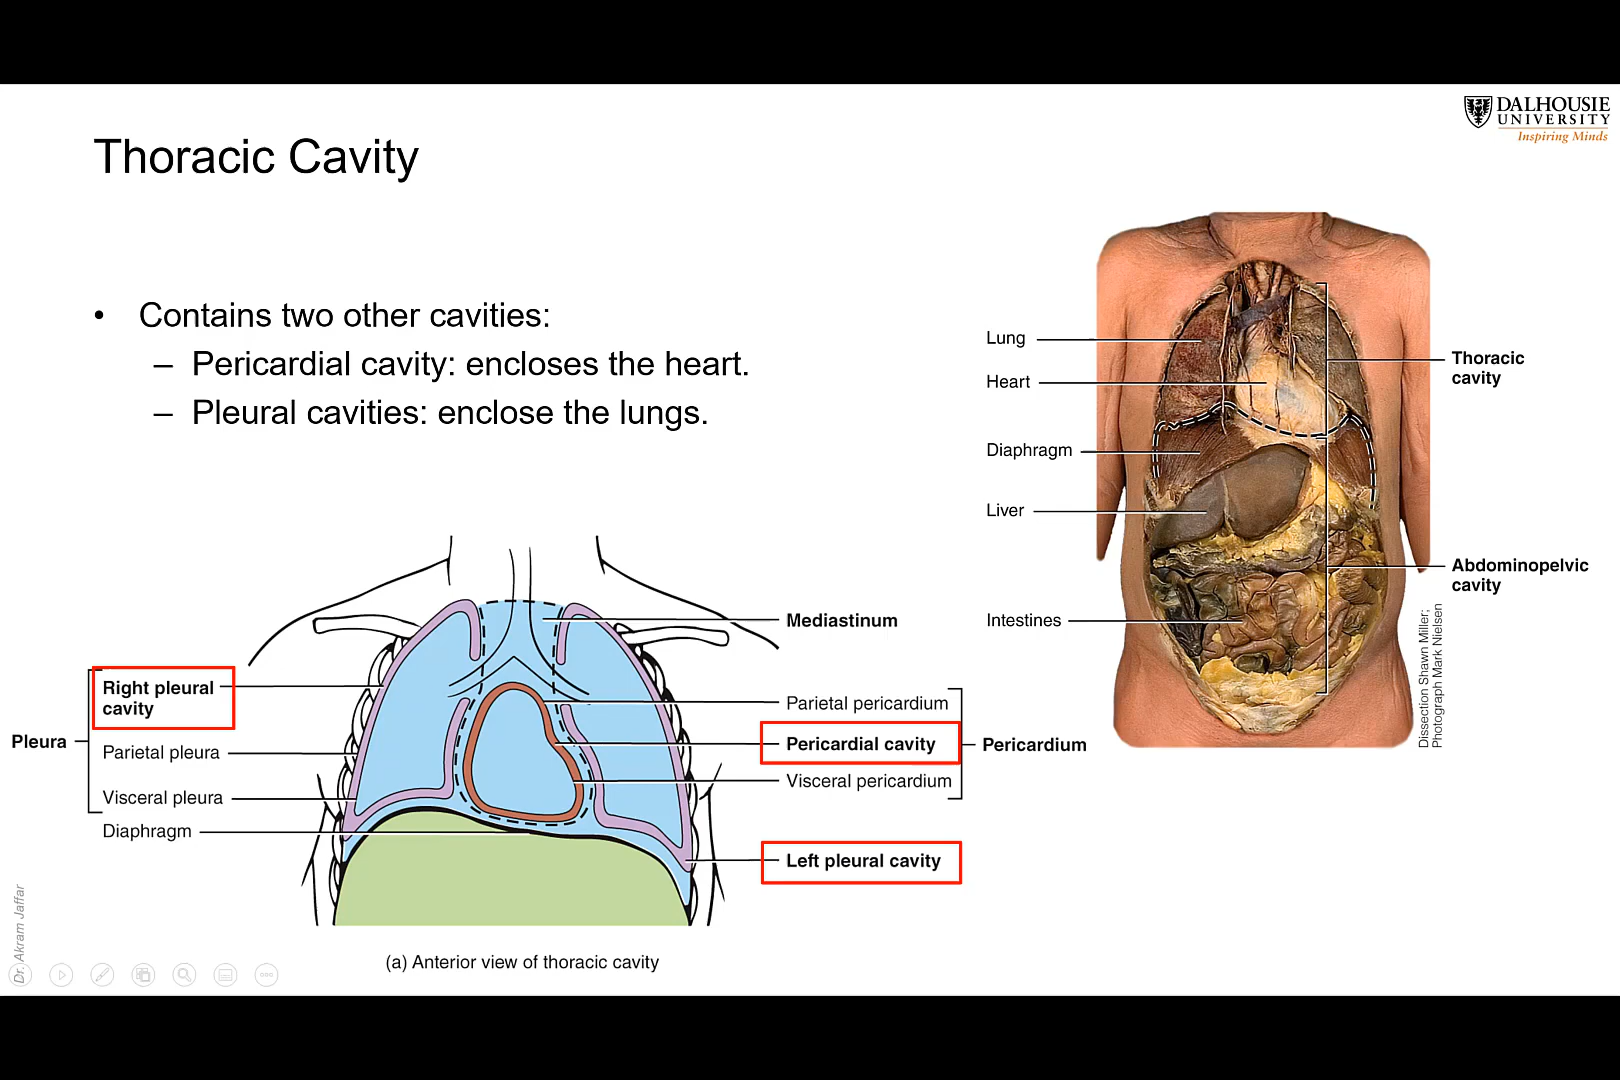 DALHOUSIE
UNIVERSITY
Inspiring Minds
Thoracic Cavity
• Contains two other cavities:
– Pericardial cavity: encloses the heart.
– Pleural cavities: enclose the lungs.
Lung
Heart
Diaphragm
Liver
Intestines
Thoracic
cavity
Abdominopelvic
cavity
Dissection Shawn Miller;
Photograph Mark Nielsen
Pleura
Right pleural
cavity
Parietal pleura
Visceral pleura
Diaphragm
Mediastinum
Parietal pericardium
Pericardial cavity
Visceral pericardium
Pericardium
Left pleural cavity
(a) Anterior view of thoracic cavity
Dr. Akram Jaffar